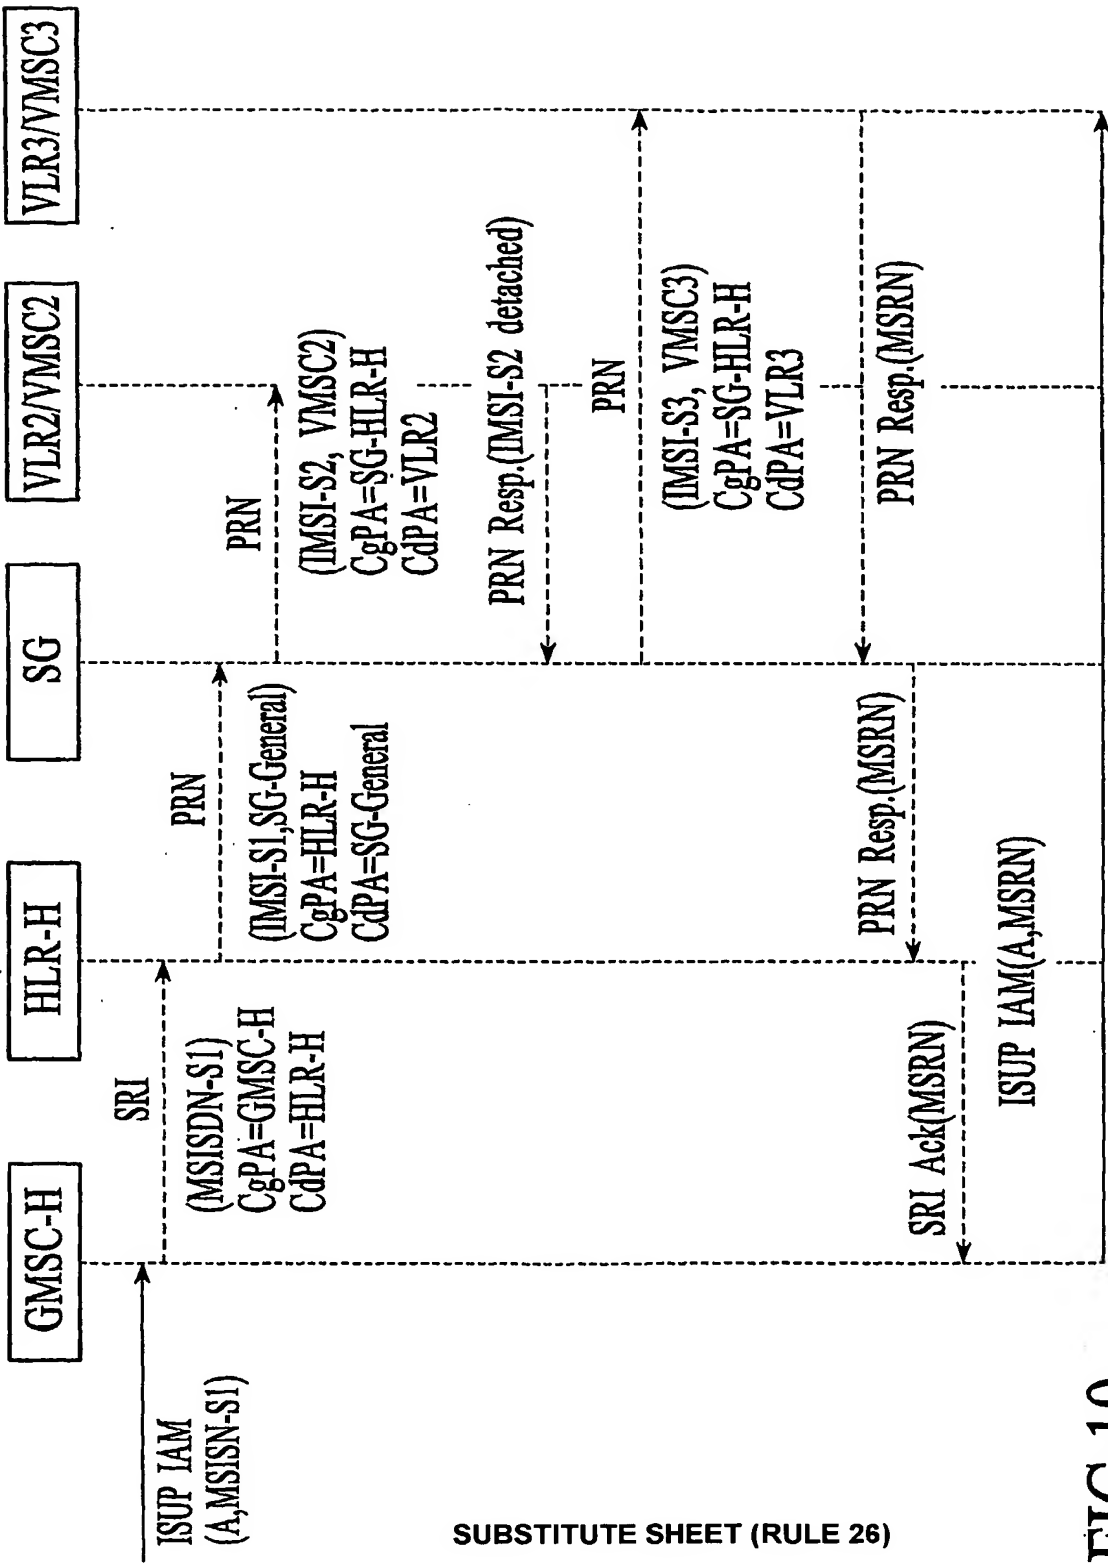 GMSC-H
HLR-H
SG
VLR2/VMSC2
VLR3/VMSC3
ISUP IAM
(A,MSISN-S1)
SRI
(MSISDN-S1)
CgPA=GMSC-H
CdPA=HLR-H
PRN
(IMSI-S1,SG-General)
CgPA=HLR-H
CdPA=SG-General
PRN
(IMSI-S2, VMSC2)
CgPA=SG-HLR-H
CdPA=VLR2
PRN Resp.(IMSI-S2 detached)
PRN
(IMSI-S3, VMSC3)
CgPA=SG-HLR-H
CdPA=VLR3
PRN Resp.(MSRN)
PRN Resp.(MSRN)
SRI Ack(MSRN)
ISUP IAM(A,MSRN)
FIG.10
SUBSTITUTE SHEET (RULE 26)